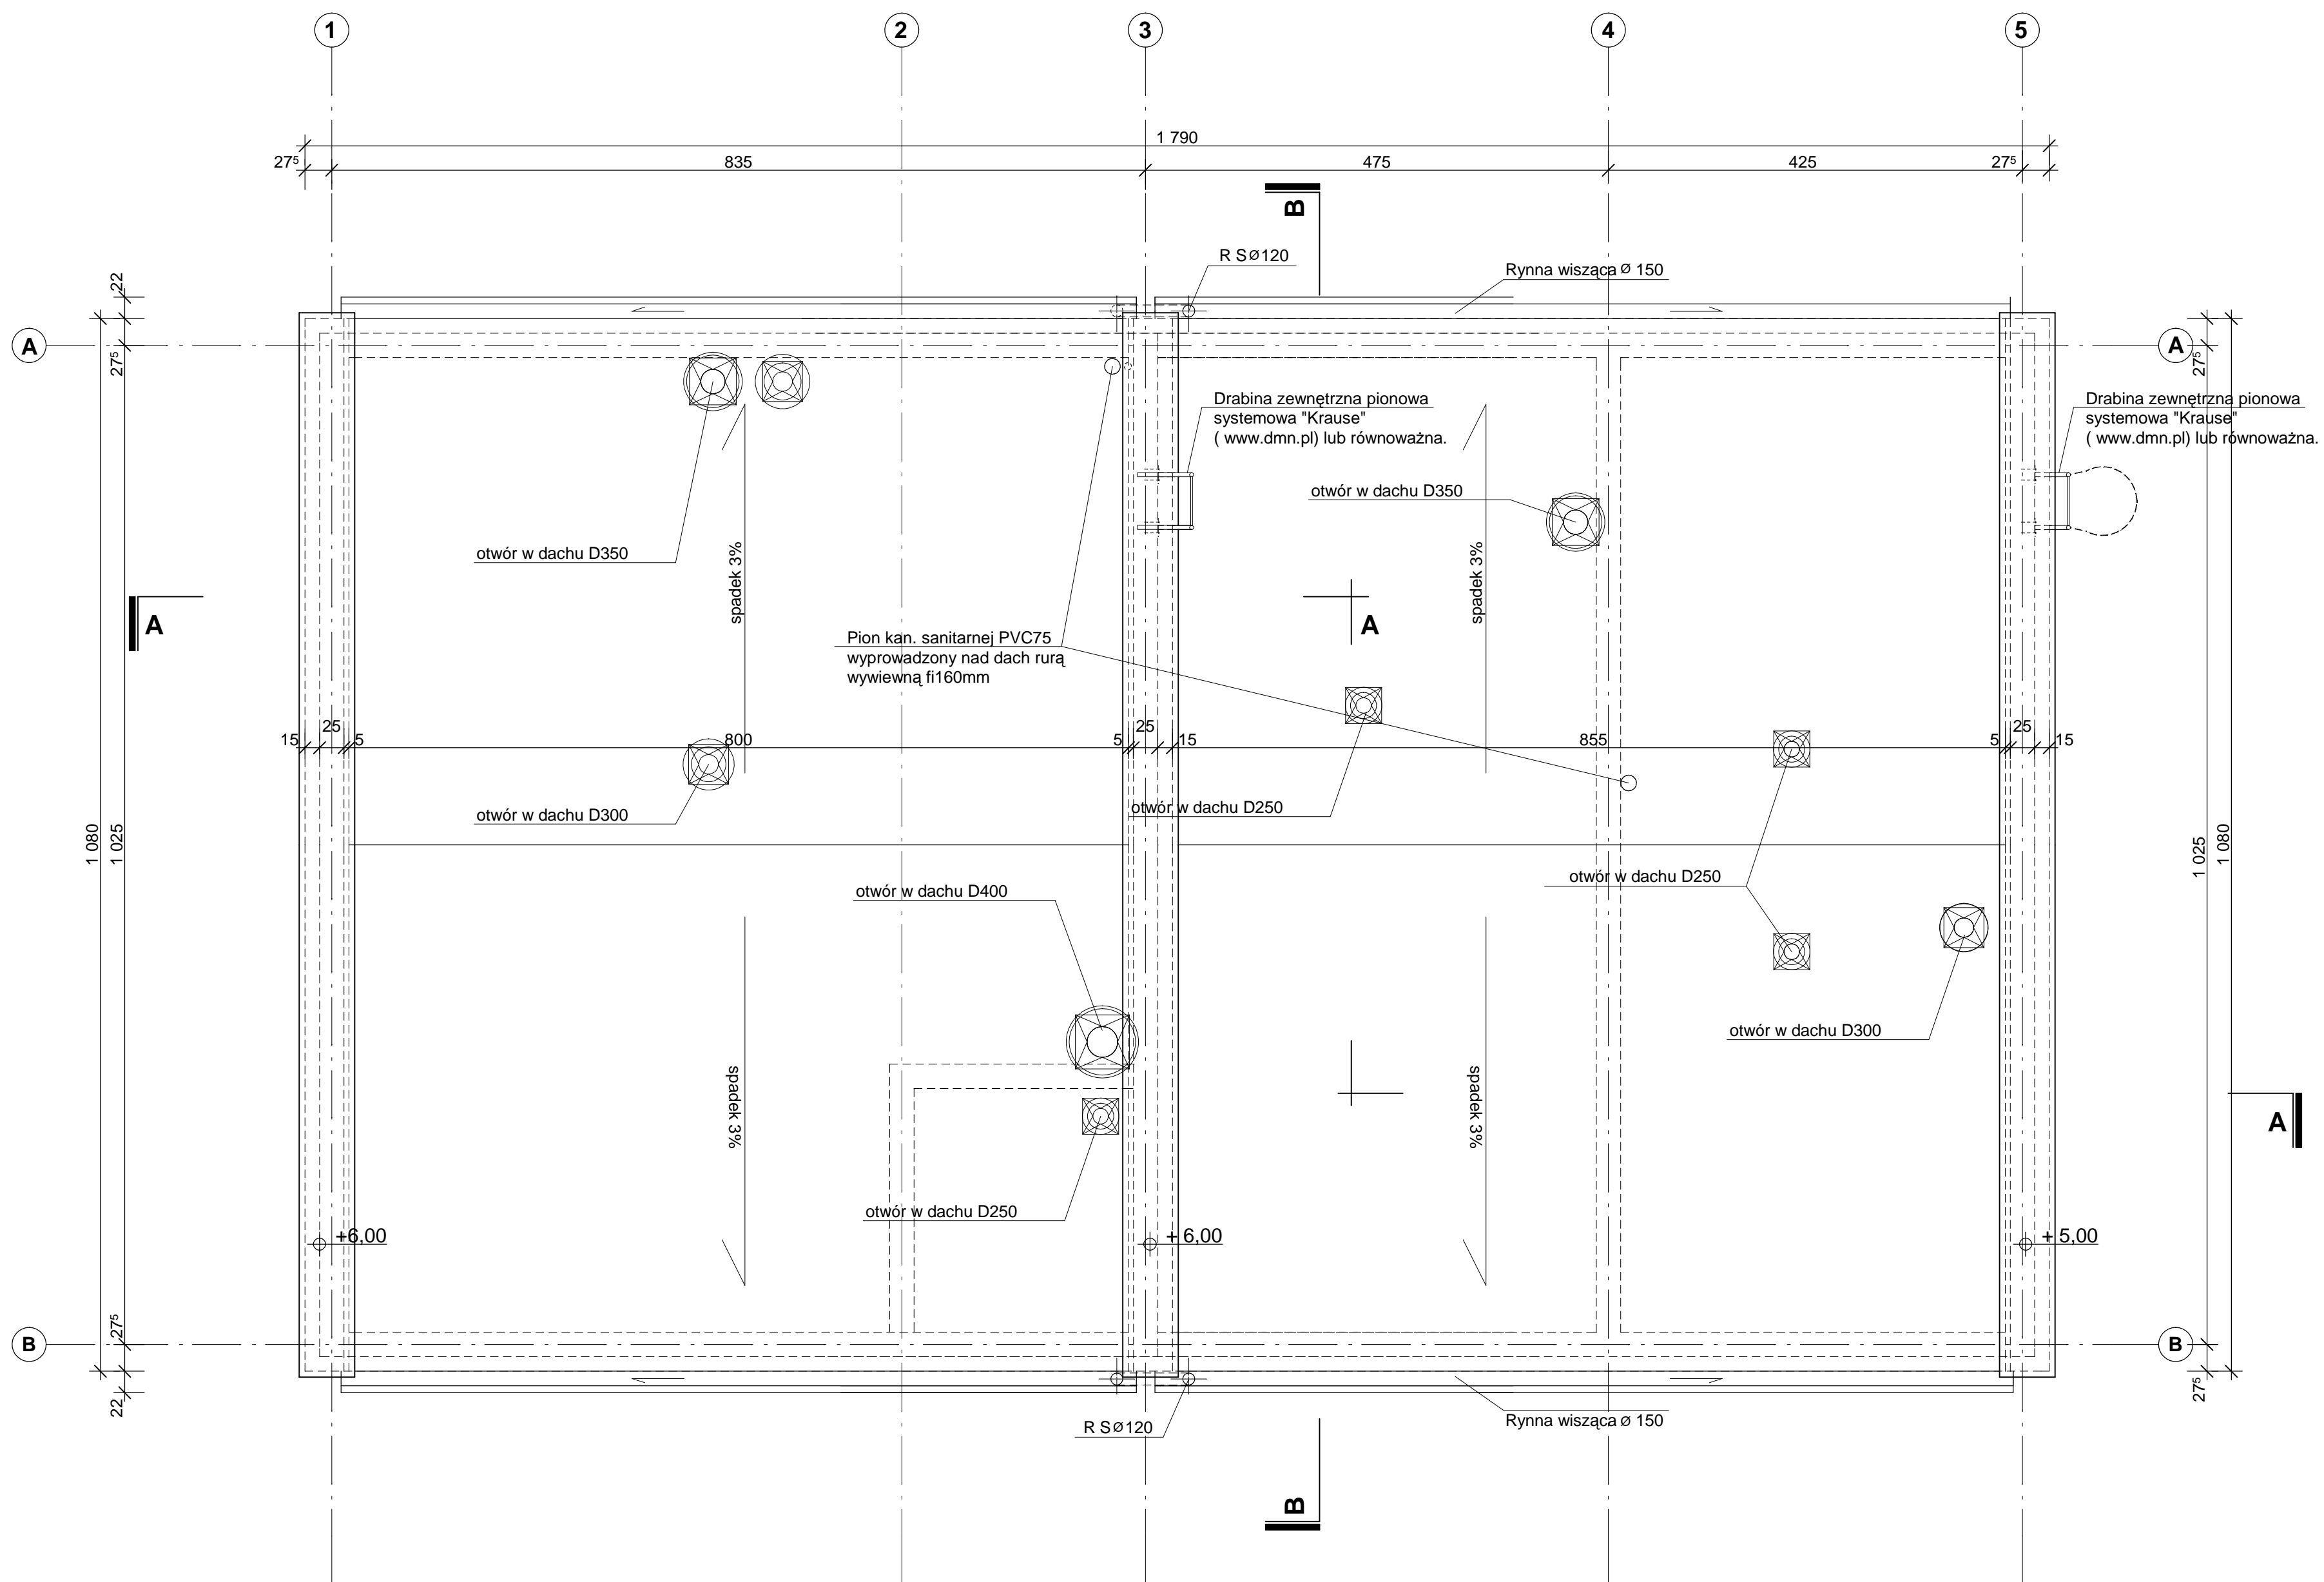 1
2
3
4
5
1 790
27⁵
835
475
425
27⁵
B
R SØ120
Rynna wisząca Ø 150
22
A
27⁵
A
27⁵
Drabina zewnętrzna pionowa
systemowa "Krause"
( www.dmn.pl) lub równoważna.
Drabina zewnętrzna pionowa
systemowa "Krause"
( www.dmn.pl) lub równoważna.
otwór w dachu D350
otwór w dachu D350
spadek 3%
spadek 3%
A
A
Pion kan. sanitarnej PVC75
wyprowadzony nad dach rurą
wywiewną fi160mm
15
25
5
800
5
25
15
855
5
25
15
otwór w dachu D300
otwór w dachu D250
1 080
1 025
1 025
1 080
otwór w dachu D400
otwór w dachu D250
otwór w dachu D300
spadek 3%
spadek 3%
A
otwór w dachu D250
+6,00
+ 6,00
+ 5,00
27⁵
B
B
22
27⁵
R SØ120
Rynna wisząca Ø 150
B